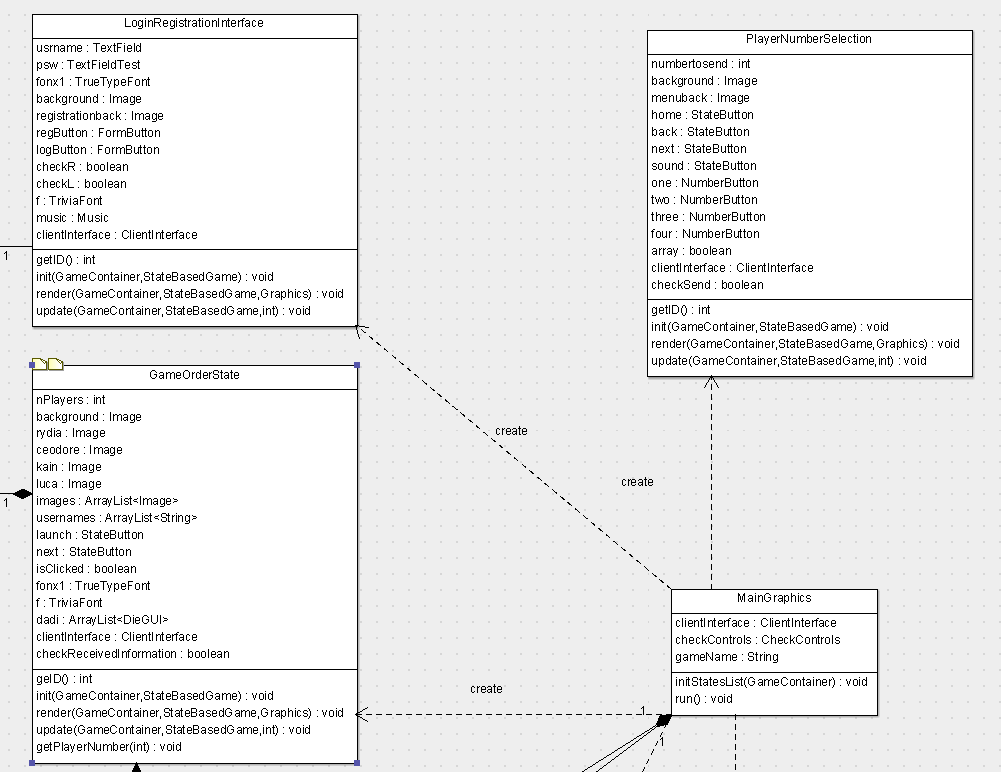 LoginRegistrationInterface
usrname : TextField
psw : TextFieldTest
fonx1 : TrueTypeFont
background : Image
registrationback : Image
regButton : FormButton
logButton : FormButton
checkR : boolean
checkL : boolean
f : TriviaFont
music : Music
clientInterface : ClientInterface
getID() : int
init(GameContainer,StateBasedGame) : void
render(GameContainer,StateBasedGame,Graphics) : void
update(GameContainer,StateBasedGame,int) : void
1
PlayerNumberSelection
numbertosend : int
background : Image
menuback : Image
home : StateButton
back : StateButton
next : StateButton
sound : StateButton
one : NumberButton
two : NumberButton
three : NumberButton
four : NumberButton
array : boolean
clientInterface : ClientInterface
checkSend : boolean
getID() : int
init(GameContainer,StateBasedGame) : void
render(GameContainer,StateBasedGame,Graphics) : void
update(GameContainer,StateBasedGame,int) : void
GameOrderState
nPlayers : int
background : Image
rydia : Image
ceodore : Image
kain : Image
luca : Image
images : ArrayList<Image>
usernames : ArrayList<String>
launch : StateButton
next : StateButton
isClicked : boolean
fonx1 : TrueTypeFont
f : TriviaFont
dadi : ArrayList<DieGUI>
clientInterface : ClientInterface
checkReceivedInformation : boolean
geID() : int
init(GameContainer,StateBasedGame) : void
render(GameContainer,StateBasedGame,Graphics) : void
update(GameContainer,StateBasedGame,int) : void
getPlayerNumber(int) : void
1
create
create
create
MainGraphics
clientInterface : ClientInterface
checkControls : CheckControls
gameName : String
initStatesList(GameContainer) : void
run() : void
1
1